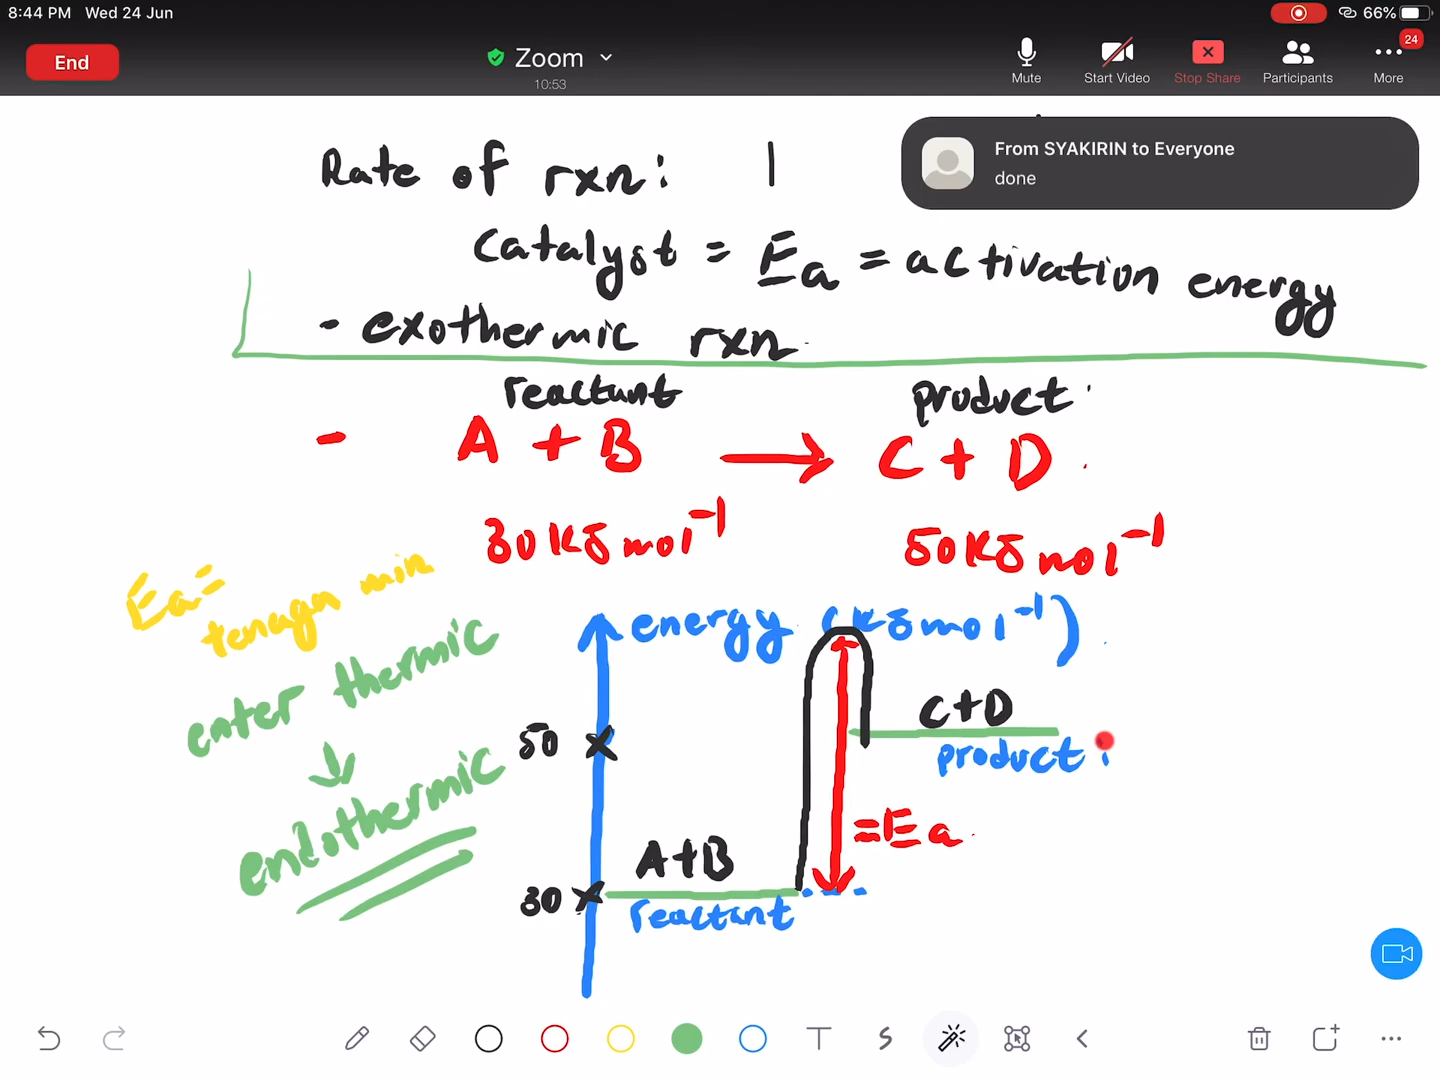 8:44 PM Wed 24 Jun
66%
End
Zoom
10:53
Mute
Start Video
Stop Share
Participants
More
24
From SYAKIRIN to Everyone
done
Rate of rxn:
catalyst = Ea = activation energy
- exothermic rxn
reactant product
- A + B → C + D
30 KJ mol⁻¹ 50 KJ mol⁻¹
Ea =
tenaga min
enter thermic
↓
endothermic
energy (KJ mol⁻¹)
50
C+D
product
= Ea
A+B
30
reactant
T